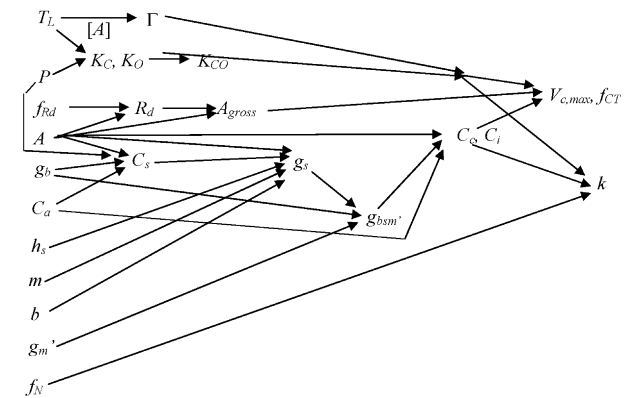 T_L Γ
[A]
K_C, K_O K_CO
P
V_c,max, f_CT
f_Rd R_d A_gross
A C_c, C_i
C_s g_s
g_b
k
C_a g_bsm'
h_s
m
b
g_m'
f_N